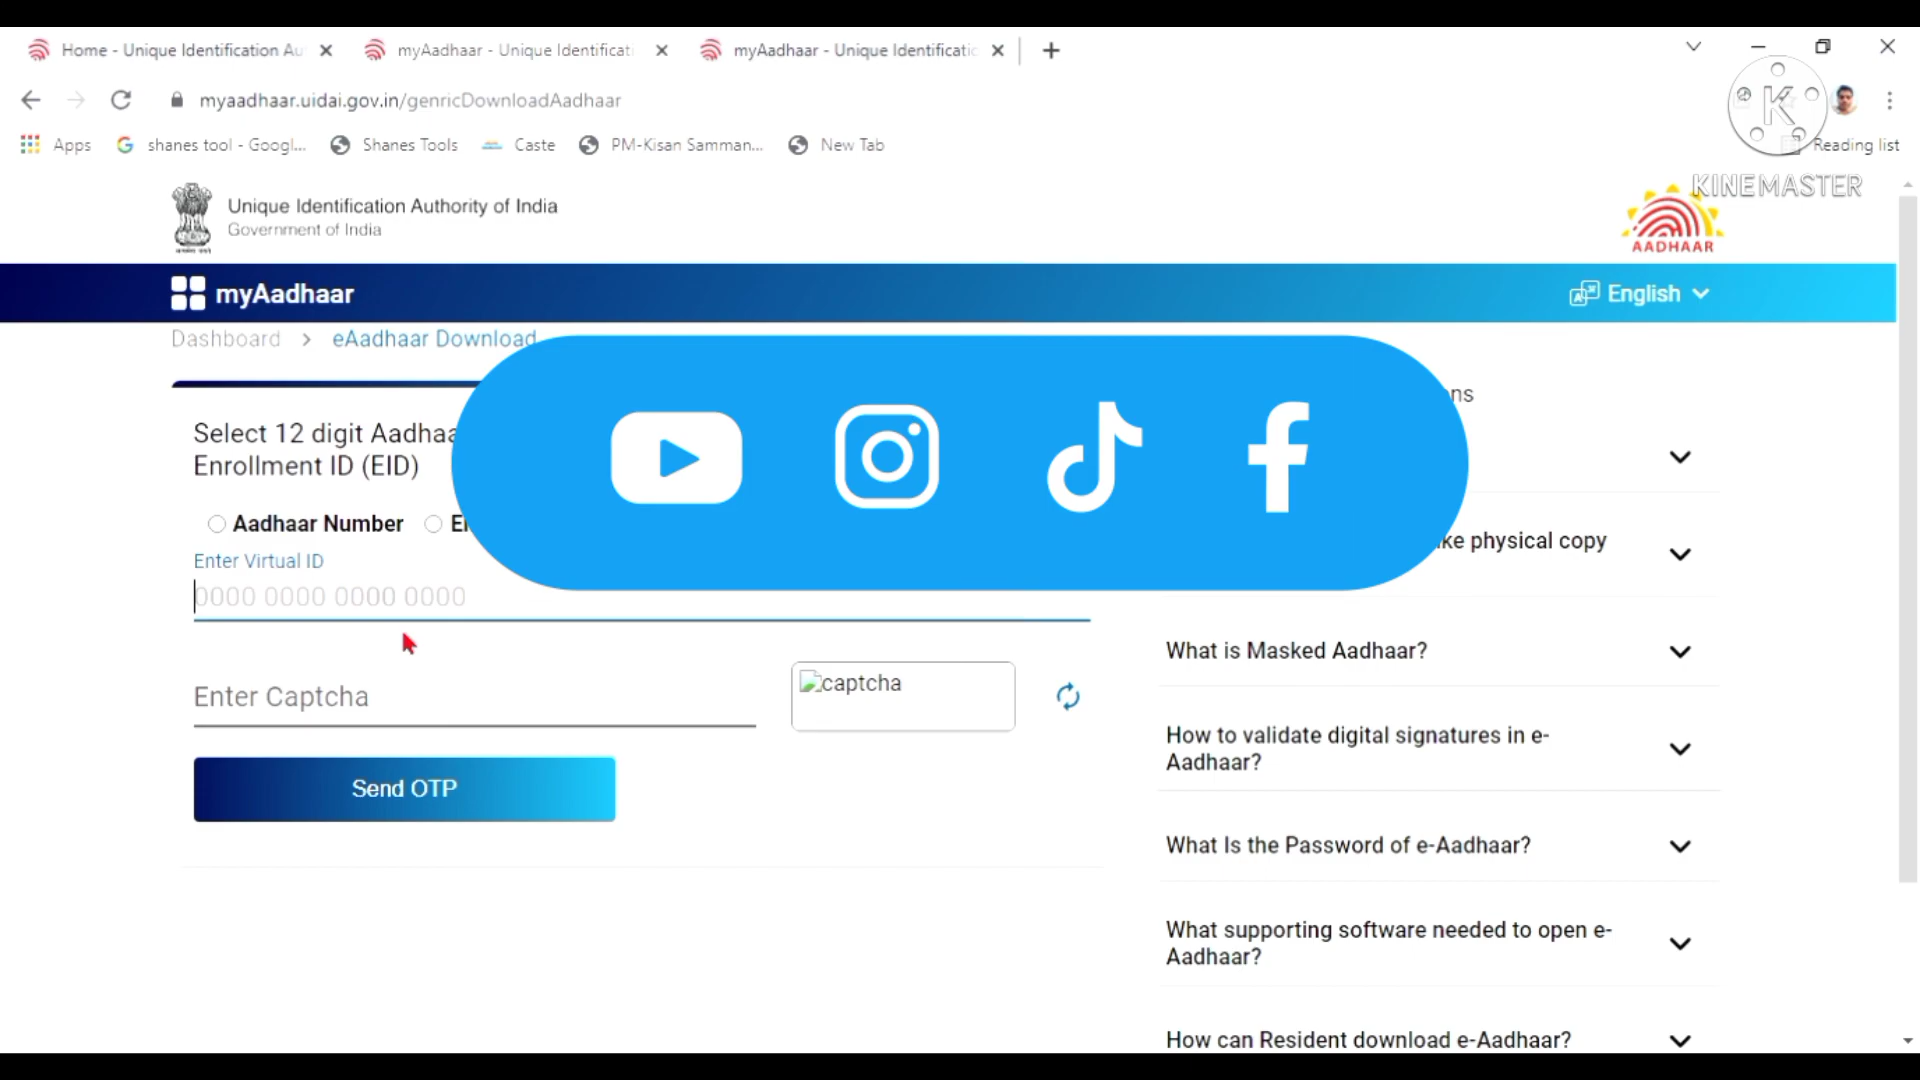 Home - Unique Identification Au
myAadhaar - Unique Identificati
myAadhaar - Unique Identificatic
myaadhaar.uidai.gov.in/genricDownloadAadhaar
Apps
shanes tool - Googl...
Shanes Tools
Caste
PM-Kisan Samman...
New Tab
Reading list
KINEMASTER
Unique Identification Authority of India
Government of India
AADHAAR
myAadhaar
English
Dashboard > eAadhaar Download
Select 12 digit Aadhaa
Enrollment ID (EID)
Aadhaar Number
Enter Virtual ID
0000 0000 0000 0000
Enter Captcha
captcha
Send OTP
physical copy
What is Masked Aadhaar?
How to validate digital signatures in e-
Aadhaar?
What Is the Password of e-Aadhaar?
What supporting software needed to open e-
Aadhaar?
How can Resident download e-Aadhaar?